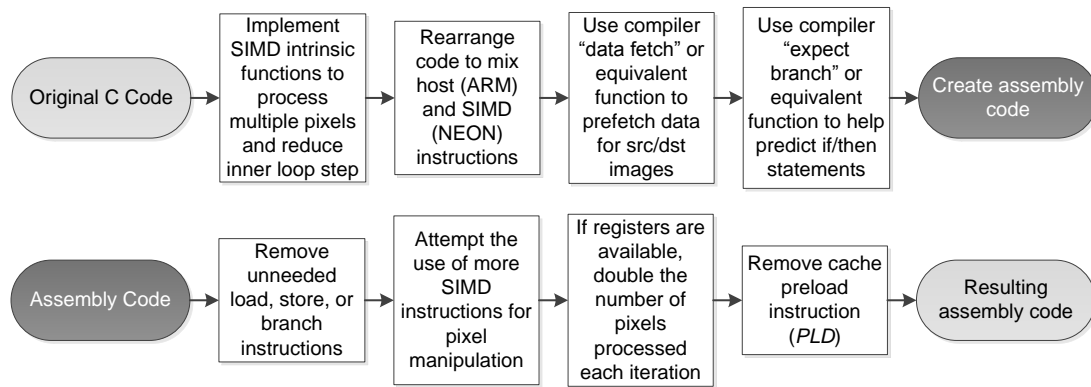 Original C Code
Implement
SIMD intrinsic
functions to
process
multiple pixels
and reduce
inner loop step
Rearrange
code to mix
host (ARM)
and SIMD
(NEON)
instructions
Use compiler
“data fetch” or
equivalent
function to
prefetch data
for src/dst
images
Use compiler
“expect
branch” or
equivalent
function to help
predict if/then
statements
Create assembly
code
Assembly Code
Remove
unneeded
load, store, or
branch
instructions
Attempt the
use of more
SIMD
instructions for
pixel
manipulation
If registers are
available,
double the
number of
pixels
processed
each iteration
Remove cache
preload
instruction
(PLD)
Resulting
assembly code